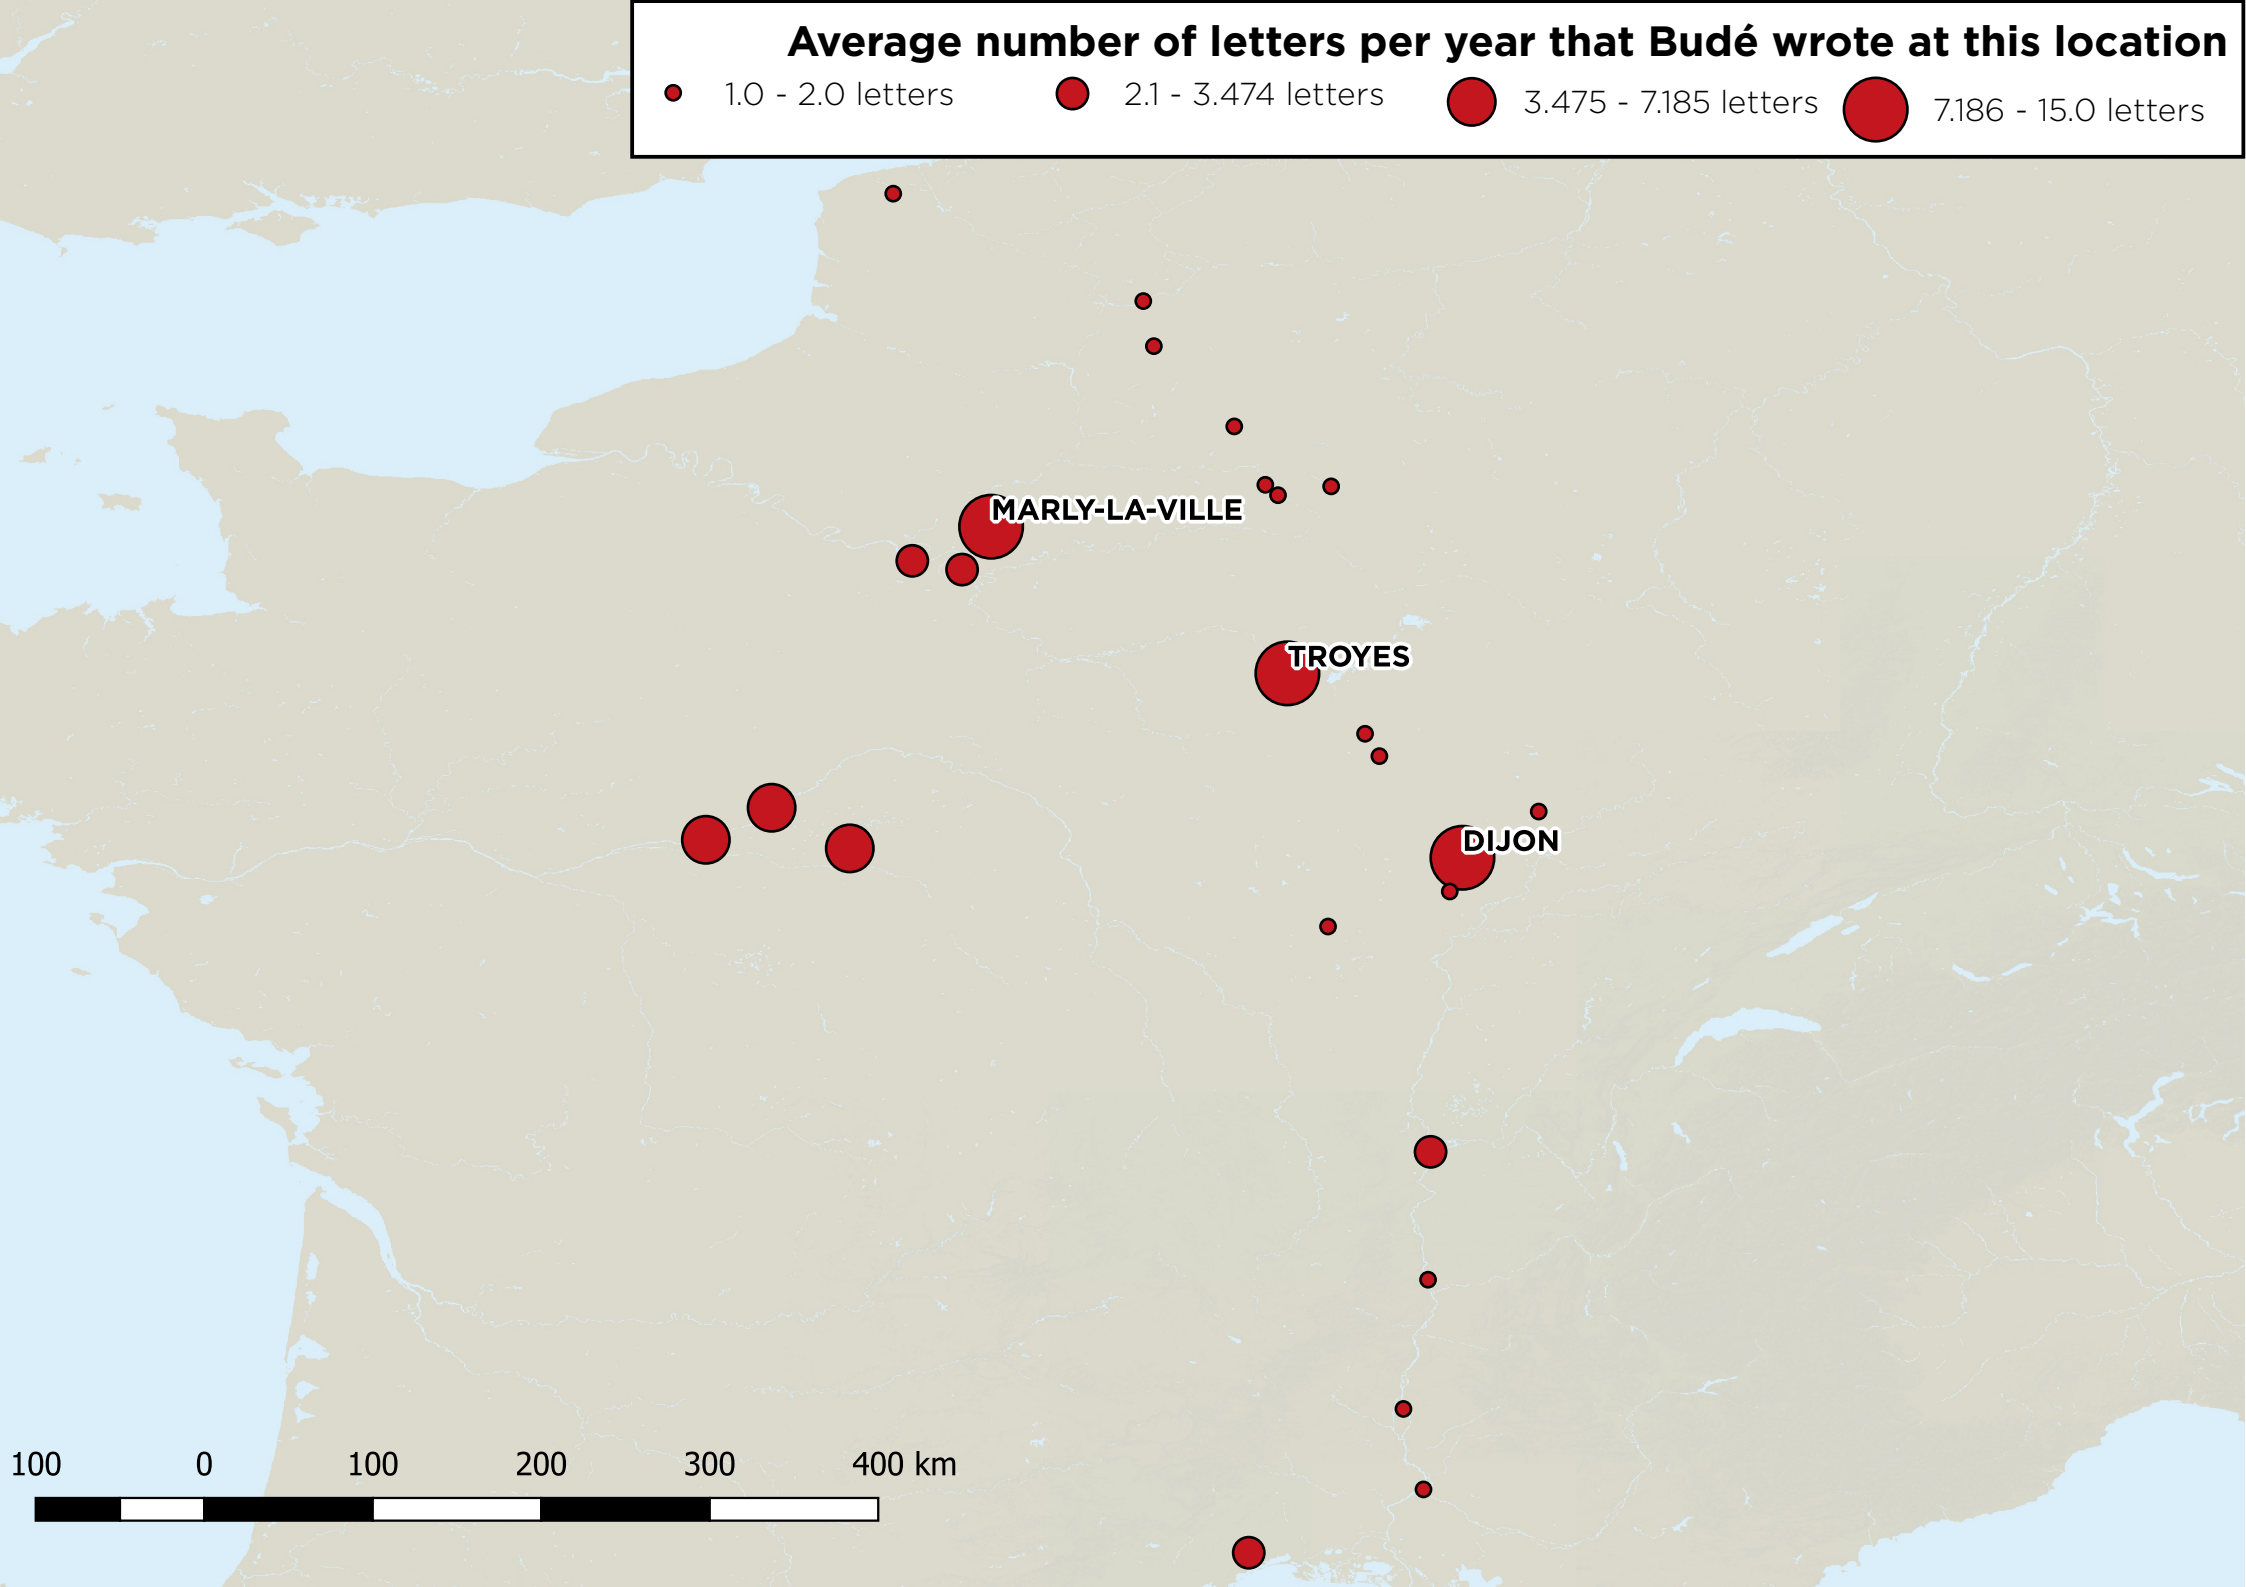 Average number of letters per year that Budé wrote at this location
1.0 - 2.0 letters 2.1 - 3.474 letters 3.475 - 7.185 letters 7.186 - 15.0 letters
MARLY-LA-VILLE
TROYES
DIJON
100 0 100 200 300 400 km